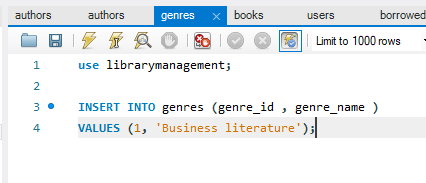 authors authors genres books users borrowed
Limit to 1000 rows
1 use librarymanagement;
2
3 INSERT INTO genres (genre_id , genre_name )
4 VALUES (1, 'Business literature');